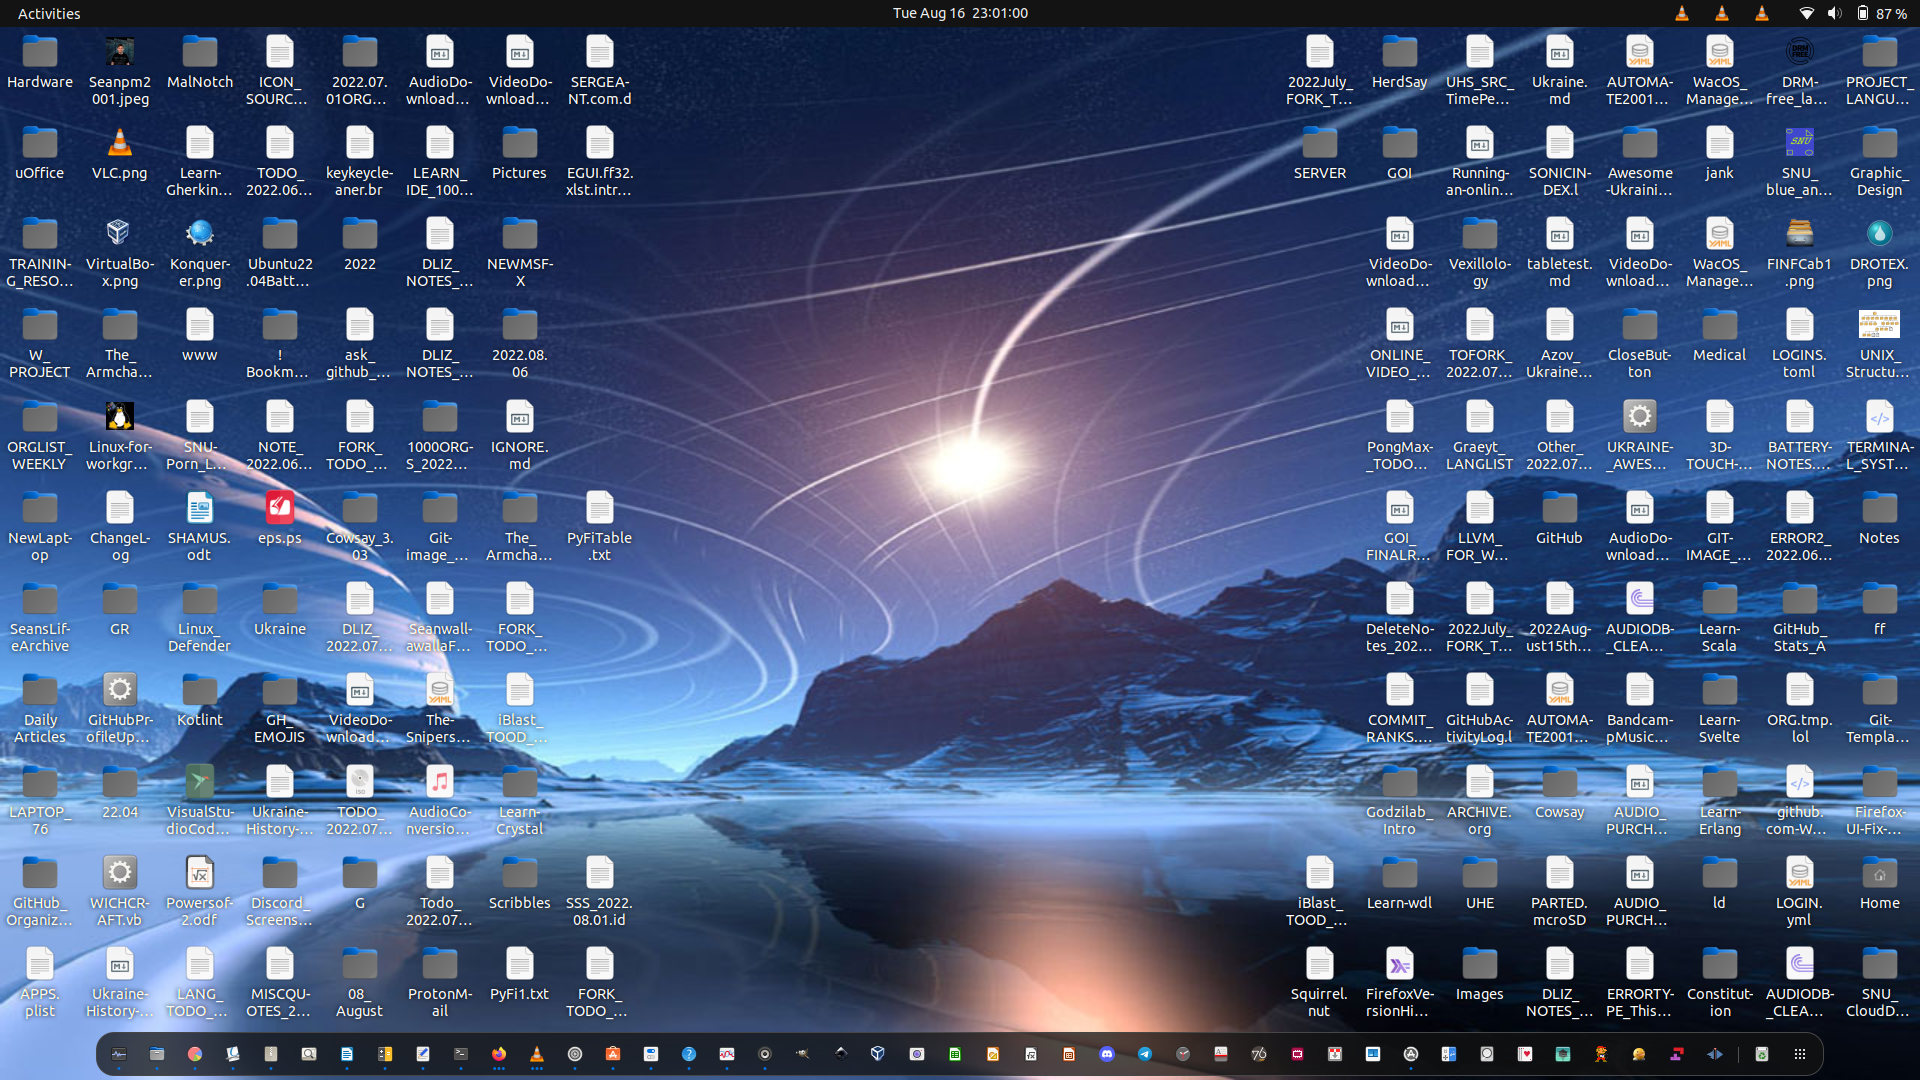 Activities
Tue Aug 16  23:01:00
87 %
Hardware
Seanpm2
001.jpeg
MalNotch
ICON_
SOURC...
2022.07.
01ORG...
AudioDo-
wnload...
VideoDo-
wnload...
SERGEA-
NT.com.d
2022July_
FORK_T...
HerdSay
UHS_SRC_
TimePe...
Ukraine.
md
AUTOMA-
TE2001...
WacOS_
Manage...
DRM-
free_la...
PROJECT_
LANGU...
uOffice
VLC.png
Learn-
Gherkin...
TODO_
2022.06...
keykeycle-
aner.br
LEARN_
IDE_100...
Pictures
EGUI.ff32.
xlst.intr...
SERVER
GOI
Running-
an-onlin...
SONICIN-
DEX.l
Awesome
-Ukraini...
jank
SNU_
blue_an...
Graphic_
Design
TRAININ-
G_RESO...
VirtualBo-
x.png
Konquer-
er.png
Ubuntu22
.04Batt...
2022
DLIZ_
NOTES_...
NEWMSF-
X
VideoDo-
wnload...
Vexillolo-
gy
tabletest.
md
VideoDo-
wnload...
WacOS_
Manage...
FINFCab1
.png
DROTEX.
png
W_
PROJECT
The_
Armcha...
www
!
Bookm...
ask_
github_...
DLIZ_
NOTES_...
2022.08.
06
ONLINE_
VIDEO_...
TOFORK_
2022.07...
Azov_
Ukraine...
CloseBut-
ton
Medical
LOGINS.
toml
UNIX_
Structu...
ORGLIST_
WEEKLY
Linux-for-
workgr...
SNU-
Porn_L...
NOTE_
2022.06...
FORK_
TODO_...
1000ORG-
S_2022...
IGNORE.
md
PongMax-
_TODO...
Graeyt_
LANGLIST
Other_
2022.07...
UKRAINE-
_AWES...
3D-
TOUCH-...
BATTERY-
NOTES....
TERMINA-
L_SYST...
NewLapt-
op
ChangeL-
og
SHAMUS.
odt
eps.ps
Cowsay_3.
03
Git-
image_...
The_
Armcha...
PyFiTable
.txt
GOI_
FINALR...
LLVM_
FOR_W...
GitHub
AudioDo-
wnload...
GIT-
IMAGE_...
ERROR2_
2022.06...
Notes
SeansLif-
eArchive
GR
Linux_
Defender
Ukraine
DLIZ_
2022.07...
Seanwall-
awallaF...
FORK_
TODO_...
DeleteNo-
tes_202...
2022July_
FORK_T...
2022Aug-
ust15th...
AUDIODB-
_CLEA...
Learn-
Scala
GitHub_
Stats_A
ff
Daily
Articles
GitHubPr-
ofileUp...
Kotlint
GH_
EMOJIS
VideoDo-
wnload...
The-
Snipers...
iBlast_
TOOD_...
COMMIT_
RANKS....
GitHubAc-
tivityLog.l
AUTOMA-
TE2001...
Bandcam-
pMusic...
Learn-
Svelte
ORG.tmp.
lol
Git-
Templa...
LAPTOP_
76
22.04
VisualStu-
dioCod...
Ukraine-
History-...
TODO_
2022.07...
AudioCo-
nversio...
Learn-
Crystal
Godzilab_
Intro
ARCHIVE.
org
Cowsay
AUDIO_
PURCH...
Learn-
Erlang
github.
com-W...
Firefox-
UI-Fix-...
GitHub_
Organiz...
WICHCR-
AFT.vb
Powersof-
2.odf
Discord_
Screens...
G
Todo_
2022.07...
Scribbles
SSS_2022.
08.01.id
iBlast_
TOOD_...
Learn-wdl
UHE
PARTED.
mcroSD
AUDIO_
PURCH...
ld
LOGIN.
yml
Home
APPS.
plist
Ukraine-
History-...
LANG_
TODO_...
MISCQU-
OTES_2...
08_
August
ProtonM-
ail
PyFi1.txt
FORK_
TODO_...
Squirrel.
nut
FirefoxVe-
rsionHi...
Images
DLIZ_
NOTES_...
ERRORTY-
PE_This...
Constitut-
ion
AUDIODB-
_CLEA...
SNU_
CloudD...